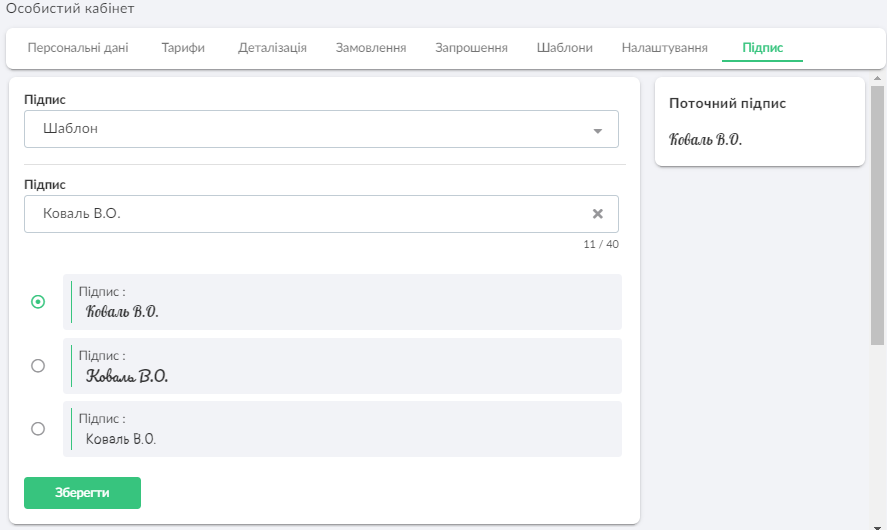 Особистий кабінет
Персональні дані Тарифи Деталізація Замовлення Запрошення Шаблони Налаштування Підпис
Підпис
Шаблон
Підпис
Коваль В.О.
11 / 40
Підпис :
Коваль В.О.
Підпис :
Коваль В.О.
Підпис :
Коваль В.О.
Зберегти
Поточний підпис
Коваль В.О.